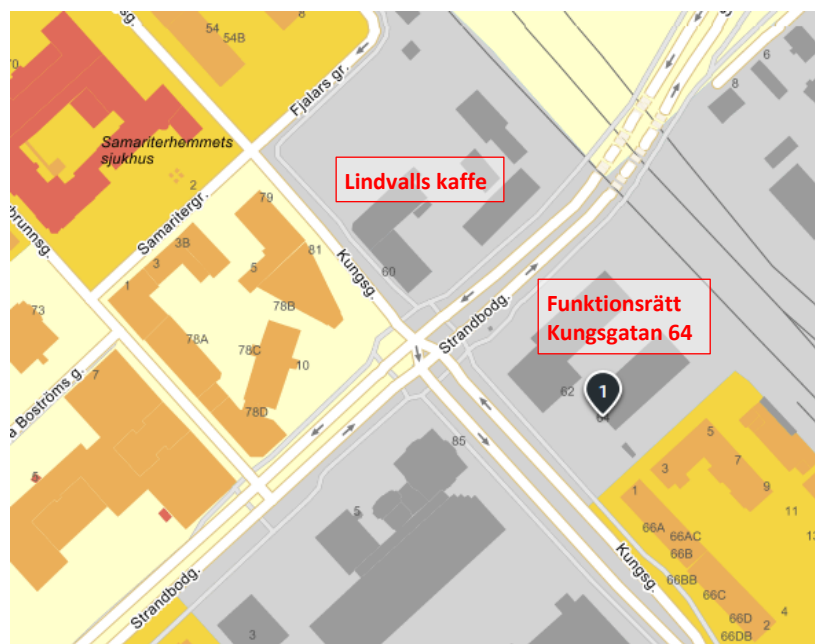 sg.
54
54B
8
Fjalars gr.
6
8
70
Samariterhemmets
sjukhus
2
Lindvalls kaffe
Samaritergr.
79
3B
3
1
81
5
Kungsg.
60
brunnsg.
78B
Funktionsrätt
Kungsgatan 64
Strandbodg.
73
78A
78C
10
7
a Boströms g.
78D
62
1
64
85
5
3
5
7
9
1
11
5
66A
66AC
66B
66BB
66C
66D
4
2
66DB
Kungsg.
Strandbodg.
3